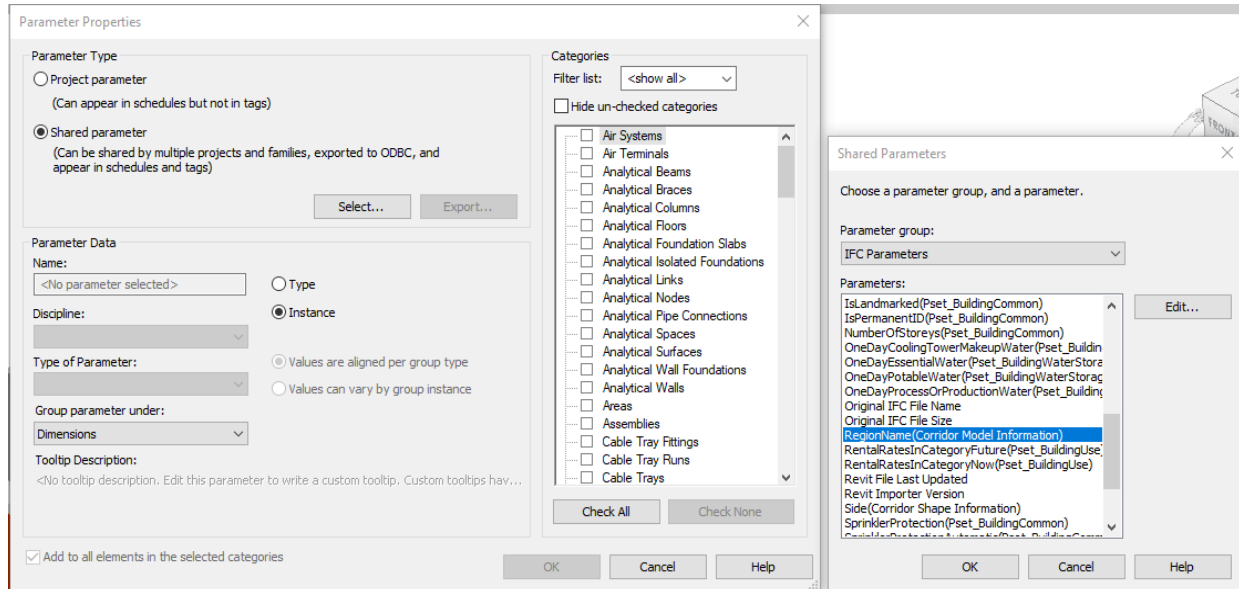 Parameter Properties
Parameter Type
Project parameter
(Can appear in schedules but not in tags)
Shared parameter
(Can be shared by multiple projects and families, exported to ODBC, and
appear in schedules and tags)
Select...
Export...
Parameter Data
Name:
<No parameter selected>
Type
Discipline:
Instance
Type of Parameter:
Values are aligned per group type
Values can vary by group instance
Group parameter under:
Dimensions
Tooltip Description:
<No tooltip description. Edit this parameter to write a custom tooltip. Custom tooltips hav...
Add to all elements in the selected categories
Categories
Filter list:
<show all>
Hide un-checked categories
Air Systems
Air Terminals
Analytical Beams
Analytical Braces
Analytical Columns
Analytical Floors
Analytical Foundation Slabs
Analytical Isolated Foundations
Analytical Links
Analytical Nodes
Analytical Pipe Connections
Analytical Spaces
Analytical Surfaces
Analytical Wall Foundations
Analytical Walls
Areas
Assemblies
Cable Tray Fittings
Cable Tray Runs
Cable Trays
Check All
Check None
OK
Cancel
Help
Shared Parameters
Choose a parameter group, and a parameter.
Parameter group:
IFC Parameters
Parameters:
IsLandmarked(Pset_BuildingCommon)
IsPermanentID(Pset_BuildingCommon)
NumberOfStoreys(Pset_BuildingCommon)
OneDayCoolingTowerMakeupWater(Pset_Buildin
OneDayEssentialWater(Pset_BuildingWaterStora
OneDayPotableWater(Pset_BuildingWaterStorag
OneDayProcessOrProductionWater(Pset_Building
Original IFC File Name
Original IFC File Size
RegionName(Corridor Model Information)
RentalRatesInCategoryFuture(Pset_BuildingUse)
RentalRatesInCategoryNow(Pset_BuildingUse)
Revit File Last Updated
Revit Importer Version
Side(Corridor Shape Information)
SprinklerProtection(Pset_BuildingCommon)
Edit...
OK
Cancel
Help